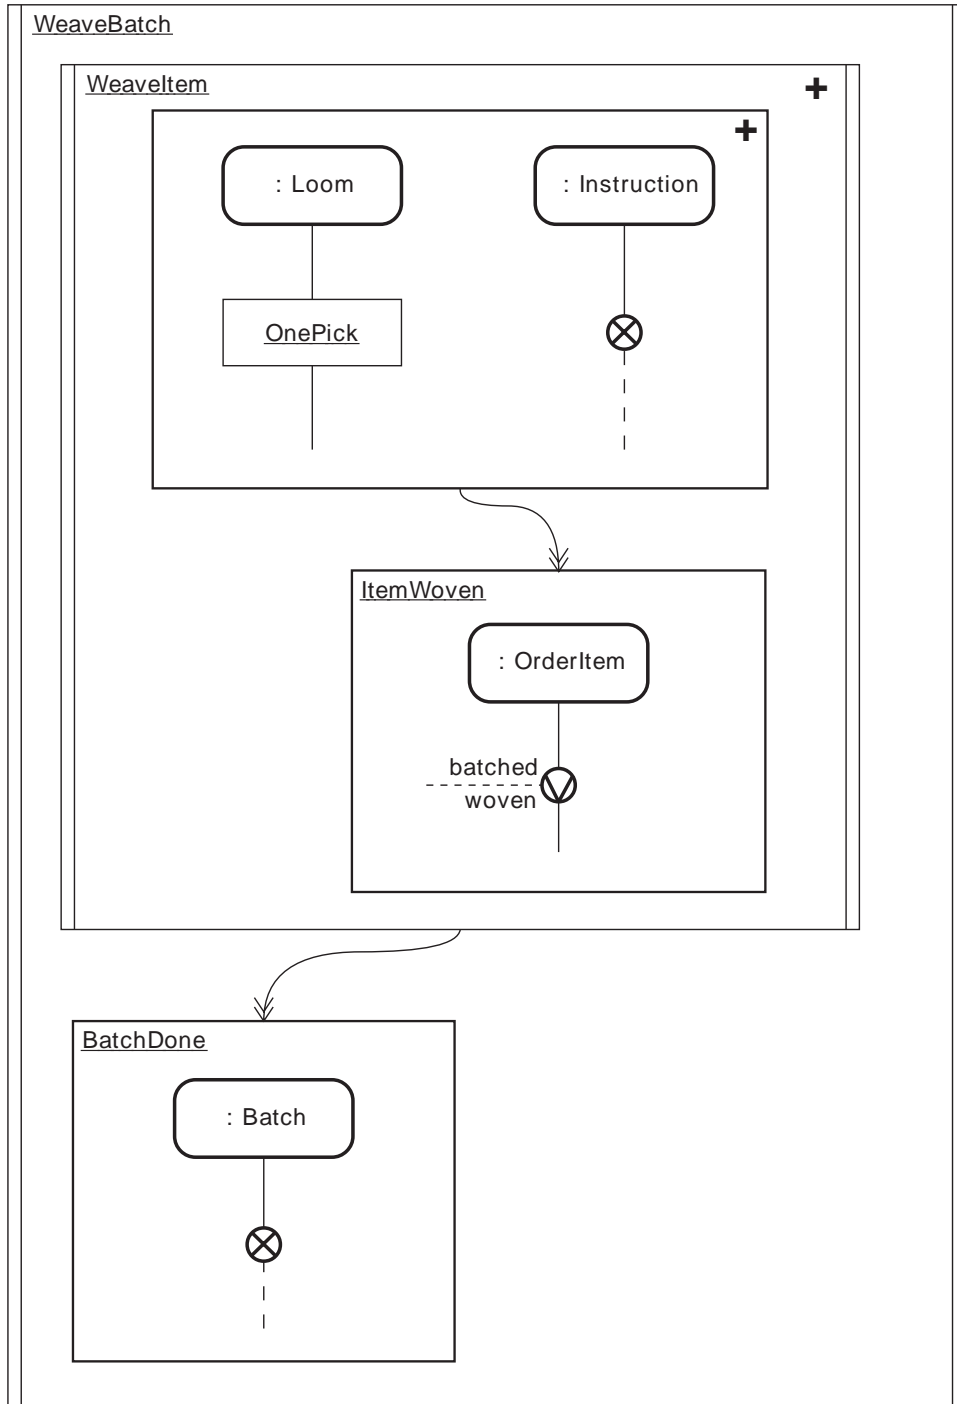 WeaveBatch
WeaveItem
+
+
: Loom
: Instruction
OnePick
ItemWoven
: OrderItem
batched
woven
BatchDone
: Batch